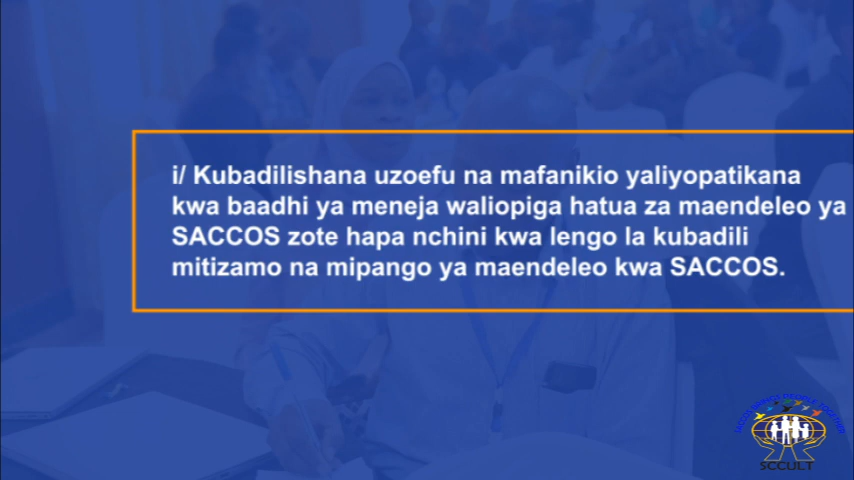 i/ Kubadilishana uzoefu na mafanikio yaliyopatikana
kwa baadhi ya meneja waliopiga hatua za maendeleo ya
SACCOS zote hapa nchini kwa lengo la kubadili
mitizamo na mipango ya maendeleo kwa SACCOS.
SCCULT